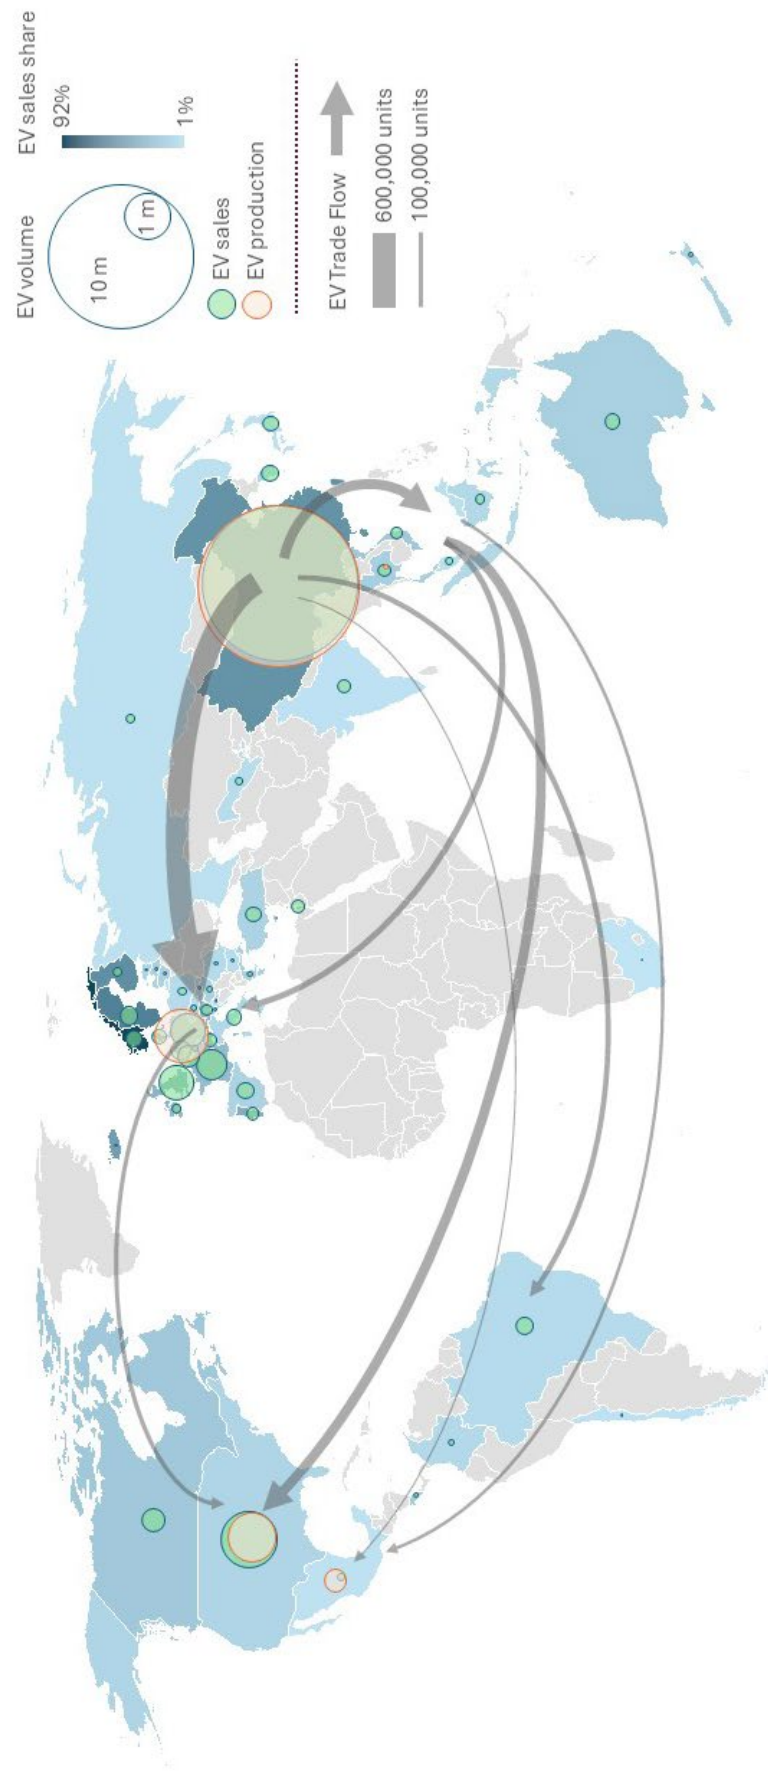 EV volume
10 m
1 m
EV sales
EV production
EV sales share
92%
1%
EV Trade Flow
600,000 units
100,000 units